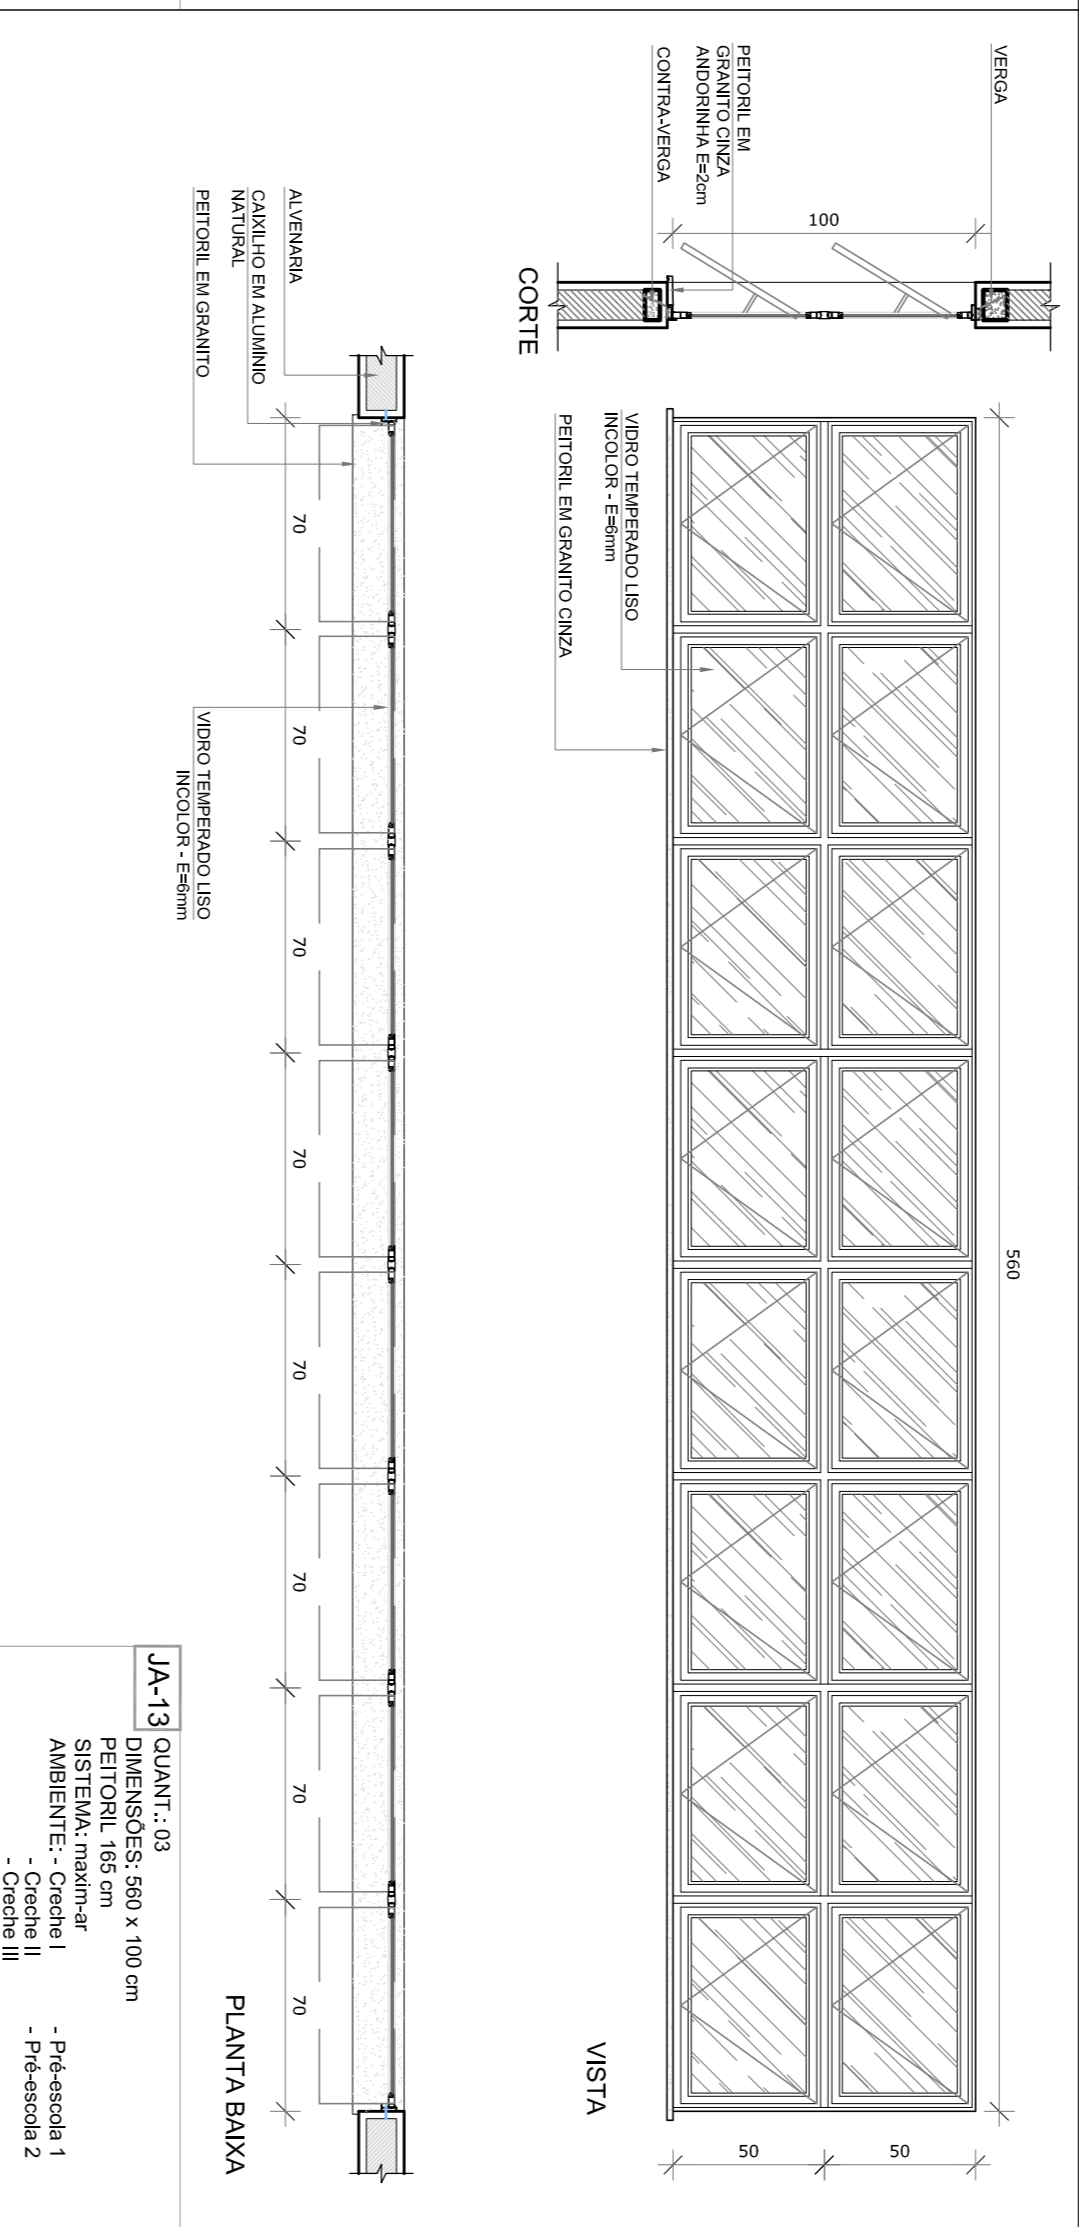 VERGA
PEITORIL EM
GRANITO CINZA
ANDORINHA E=2cm
CONTRA-VERGA
100
CORTE
560
50
50
VIDRO TEMPERADO LISO
INCOLOR - E=6mm
PEITORIL EM GRANITO CINZA
VISTA
ALVENARIA
CAIXILHO EM ALUMÍNIO
NATURAL
PEITORIL EM GRANITO
70
70
70
70
70
70
70
70
VIDRO TEMPERADO LISO
INCOLOR - E=6mm
PLANTA BAIXA
JA-13
QUANT.: 03
DIMENSÕES: 560 x 100 cm
PEITORIL 165 cm
SISTEMA: maxim-ar
AMBIENTE: - Creche I - Pré-escola 1
- Creche II - Pré-escola 2
- Creche III